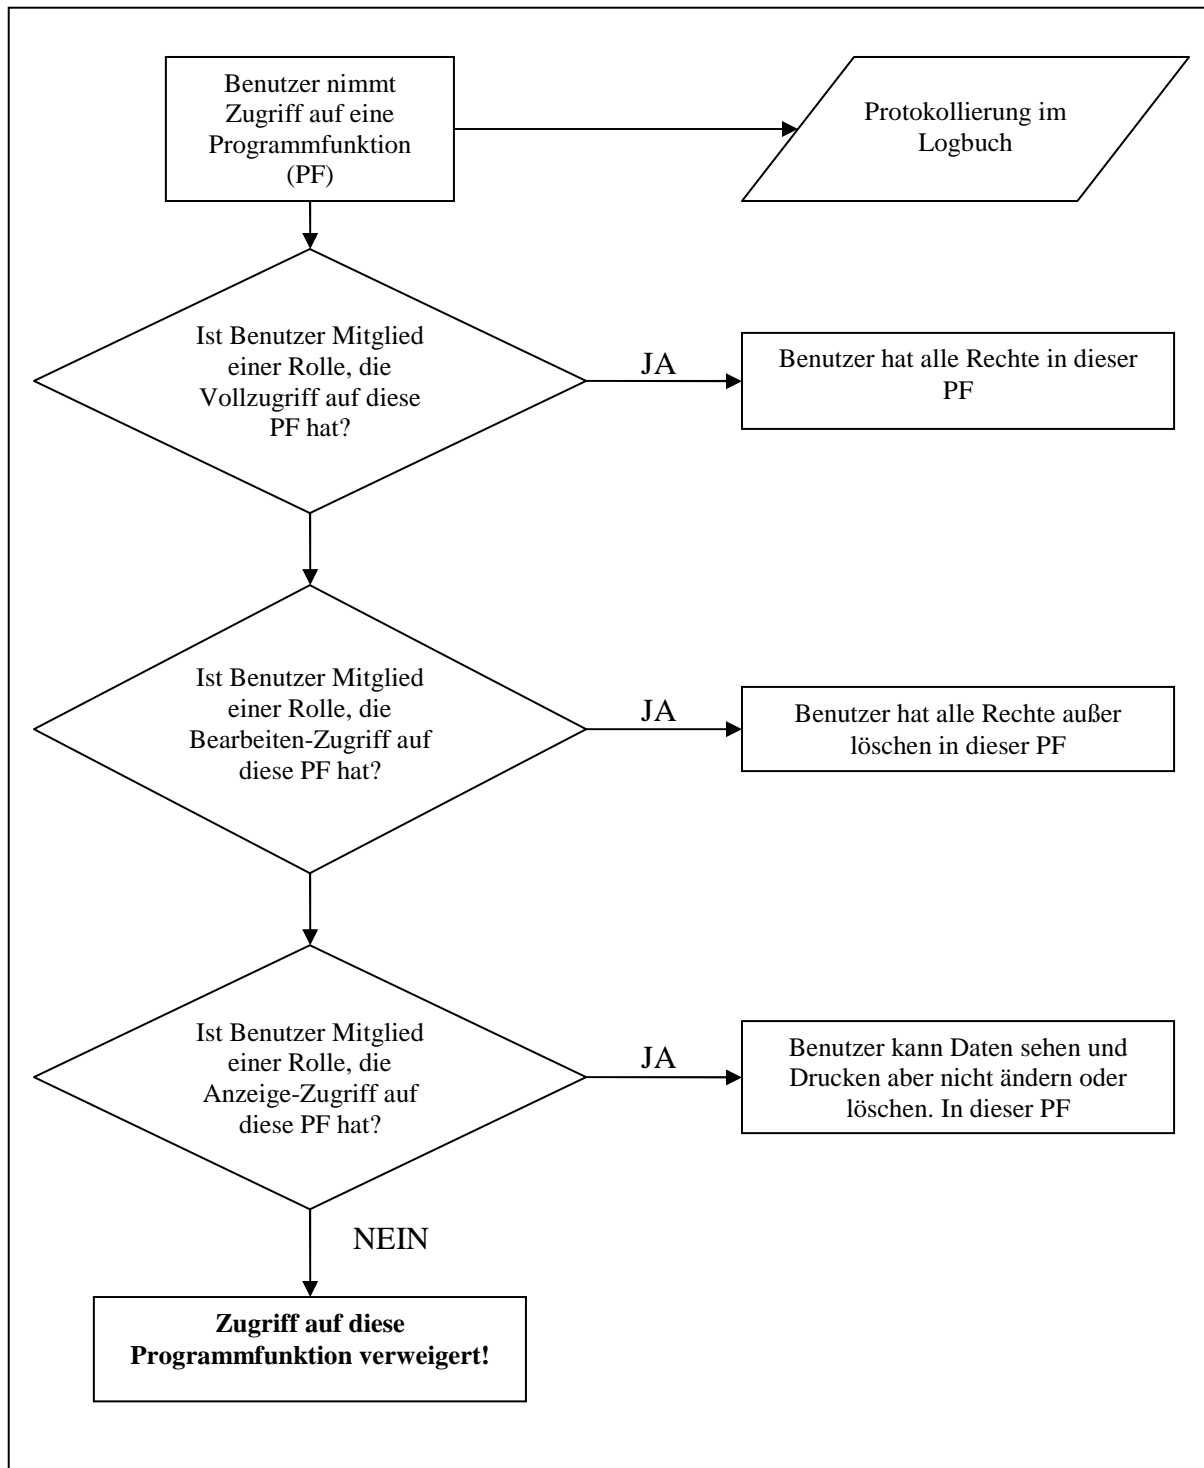 Benutzer nimmt
Zugriff auf eine
Programmfunktion
(PF)
Protokollierung im
Logbuch
Ist Benutzer Mitglied
einer Rolle, die
Vollzugriff auf diese
PF hat?
JA
Benutzer hat alle Rechte in dieser
PF
Ist Benutzer Mitglied
einer Rolle, die
Bearbeiten-Zugriff auf
diese PF hat?
JA
Benutzer hat alle Rechte außer
löschen in dieser PF
Ist Benutzer Mitglied
einer Rolle, die
Anzeige-Zugriff auf
diese PF hat?
JA
Benutzer kann Daten sehen und
Drucken aber nicht ändern oder
löschen. In dieser PF
NEIN
Zugriff auf diese
Programmfunktion verweigert!